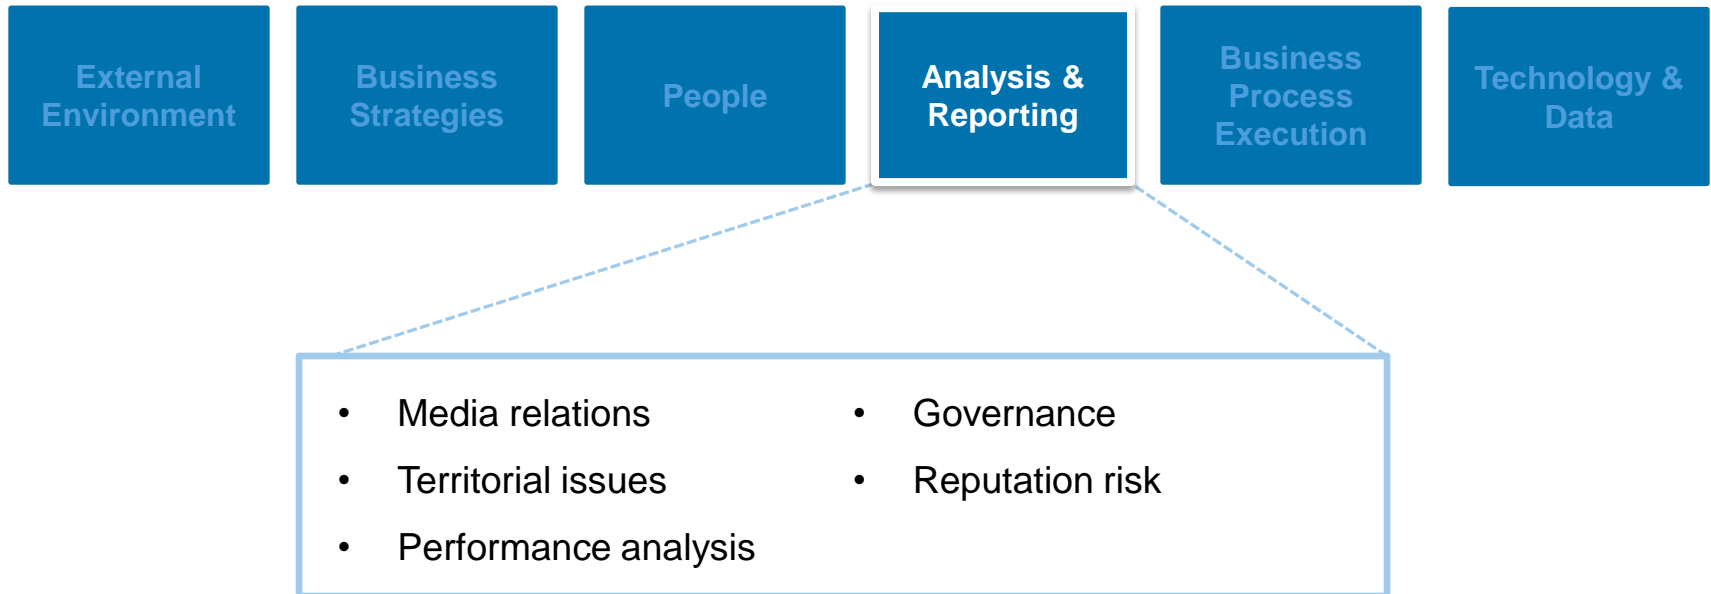 External
Environment
Business
Strategies
People
Analysis &
Reporting
Business
Process
Execution
Technology &
Data
• Media relations
• Territorial issues
• Performance analysis
• Governance
• Reputation risk